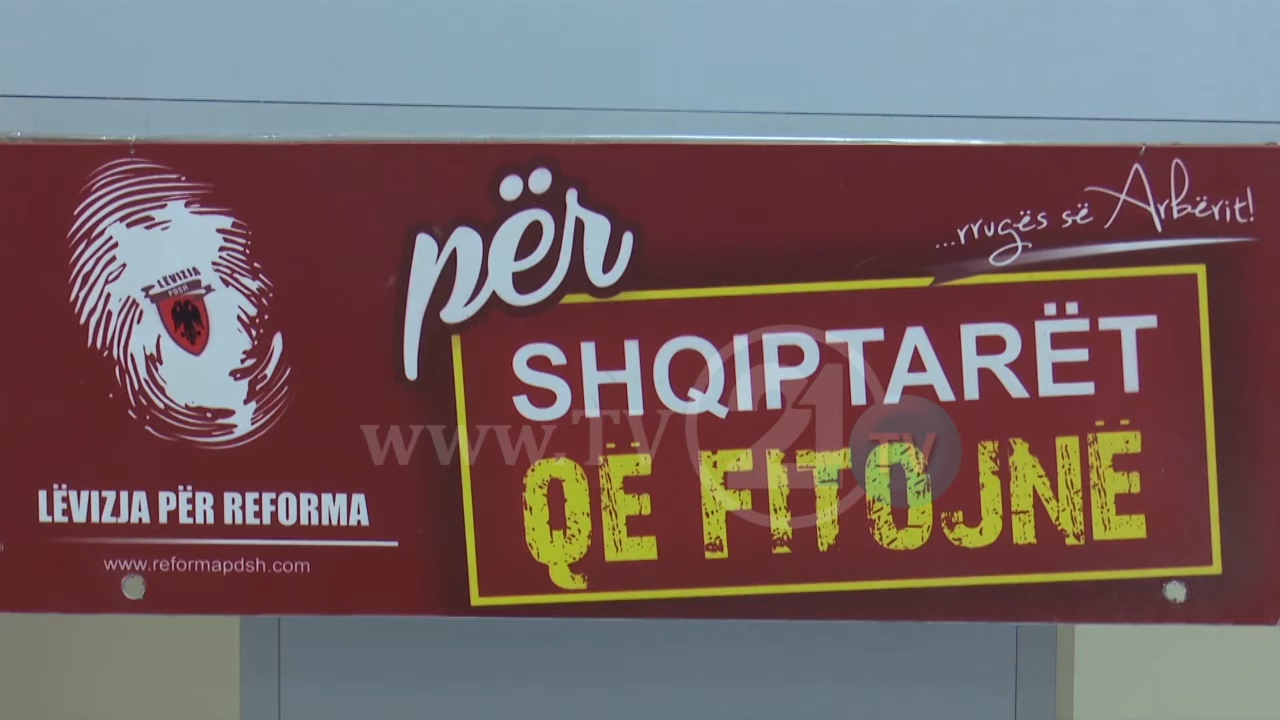 LËVIZJA
PDSH
LËVIZJA PËR REFORMA
www.reformapdsh.com
për
SHQIPTARËT
QË FITOJNË
...rrugës së Arbërit!
www.TV21.TV